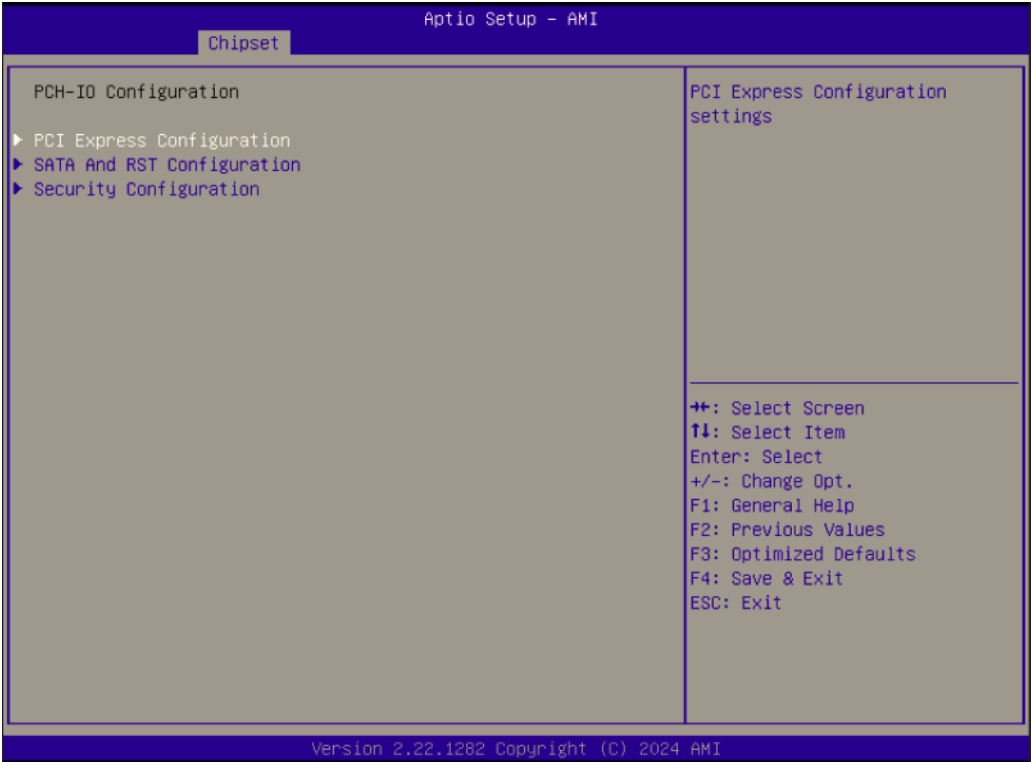 Aptio Setup – AMI
Chipset
PCH-IO Configuration
▶ PCI Express Configuration
▶ SATA And RST Configuration
▶ Security Configuration
PCI Express Configuration
settings
→←: Select Screen
↑↓: Select Item
Enter: Select
+/-: Change Opt.
F1: General Help
F2: Previous Values
F3: Optimized Defaults
F4: Save & Exit
ESC: Exit
Version 2.22.1282 Copyright (C) 2024 AMI